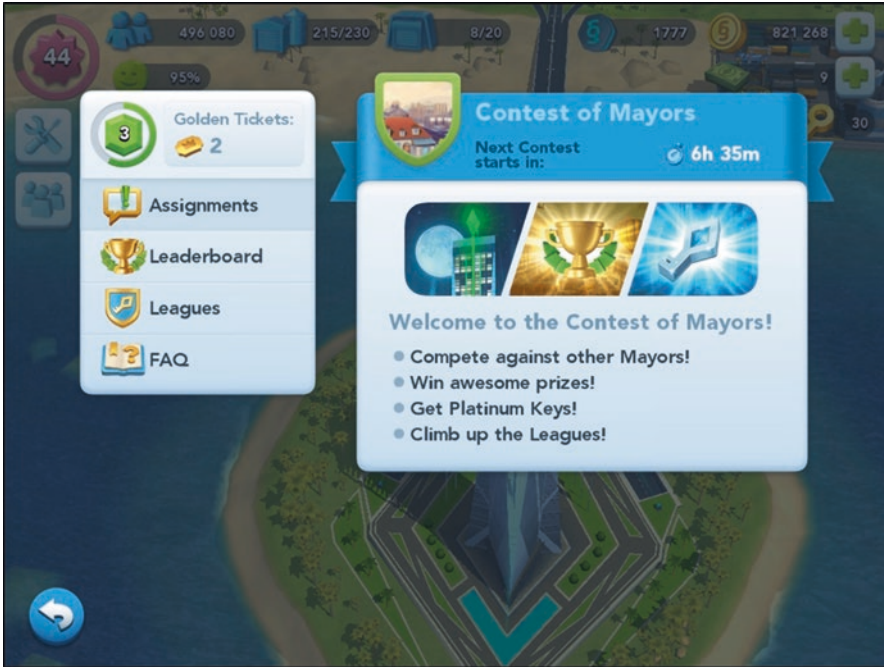 44
496 080
215/230
8/20
1777
821 268
95%
9
30
3
Golden Tickets:
2
Assignments
Leaderboard
Leagues
FAQ
Contest of Mayors
Next Contest
starts in:
6h 35m
Welcome to the Contest of Mayors!
Compete against other Mayors!
Win awesome prizes!
Get Platinum Keys!
Climb up the Leagues!